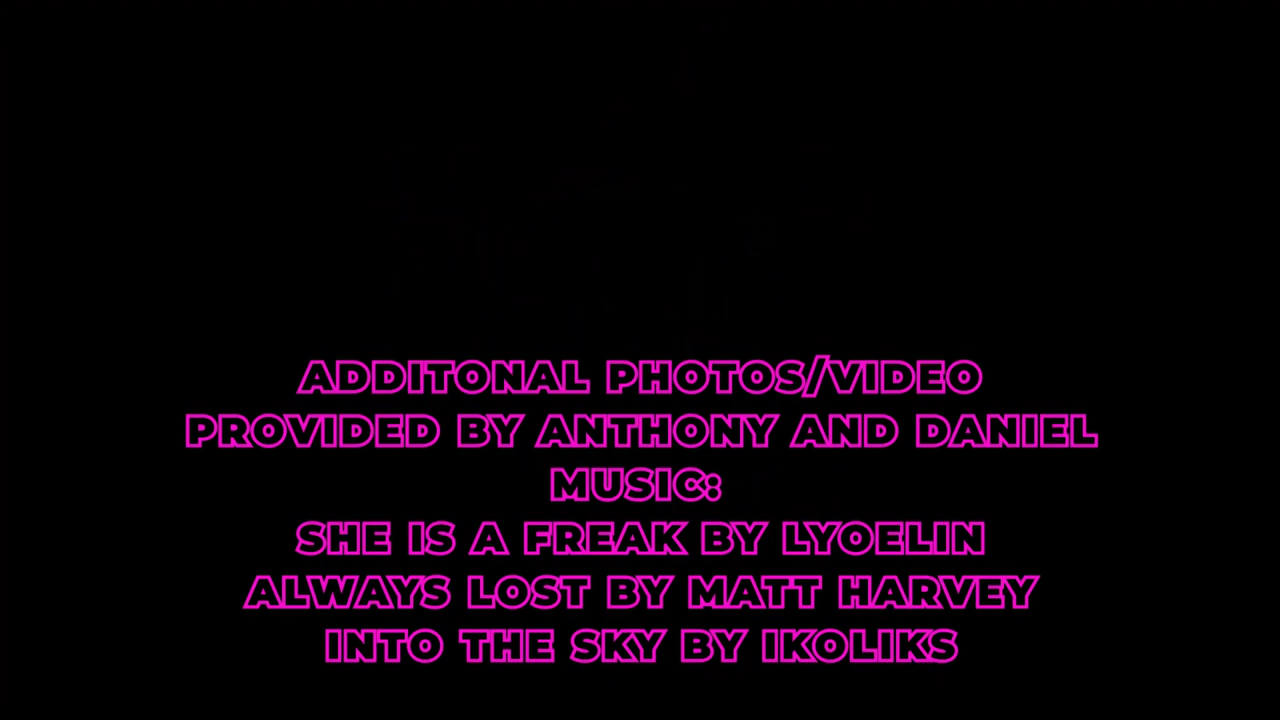 ADDITONAL PHOTOS/VIDEO
PROVIDED BY ANTHONY AND DANIEL
MUSIC:
SHE IS A FREAK BY LYOELIN
ALWAYS LOST BY MATT HARVEY
INTO THE SKY BY IKOLIKS